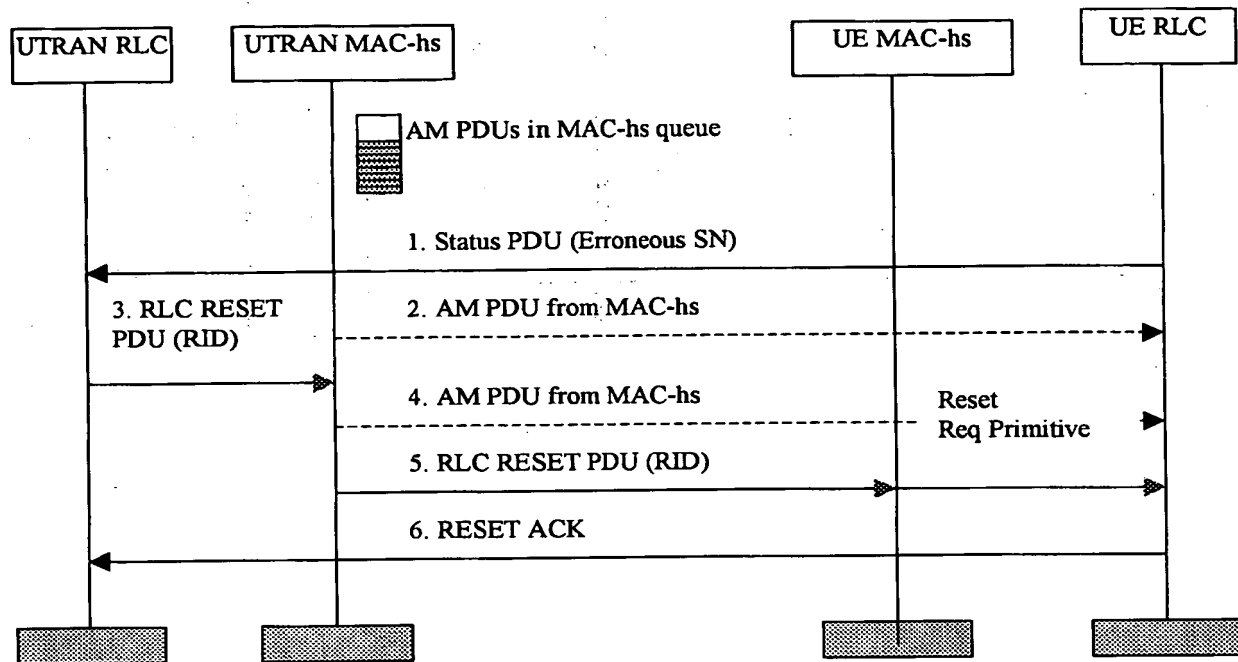 UTRAN RLC
UTRAN MAC-hs
UE MAC-hs
UE RLC
AM PDUs in MAC-hs queue
1. Status PDU (Erroneous SN)
3. RLC RESET
PDU (RID)
2. AM PDU from MAC-hs
4. AM PDU from MAC-hs
Reset
Req Primitive
5. RLC RESET PDU (RID)
6. RESET ACK